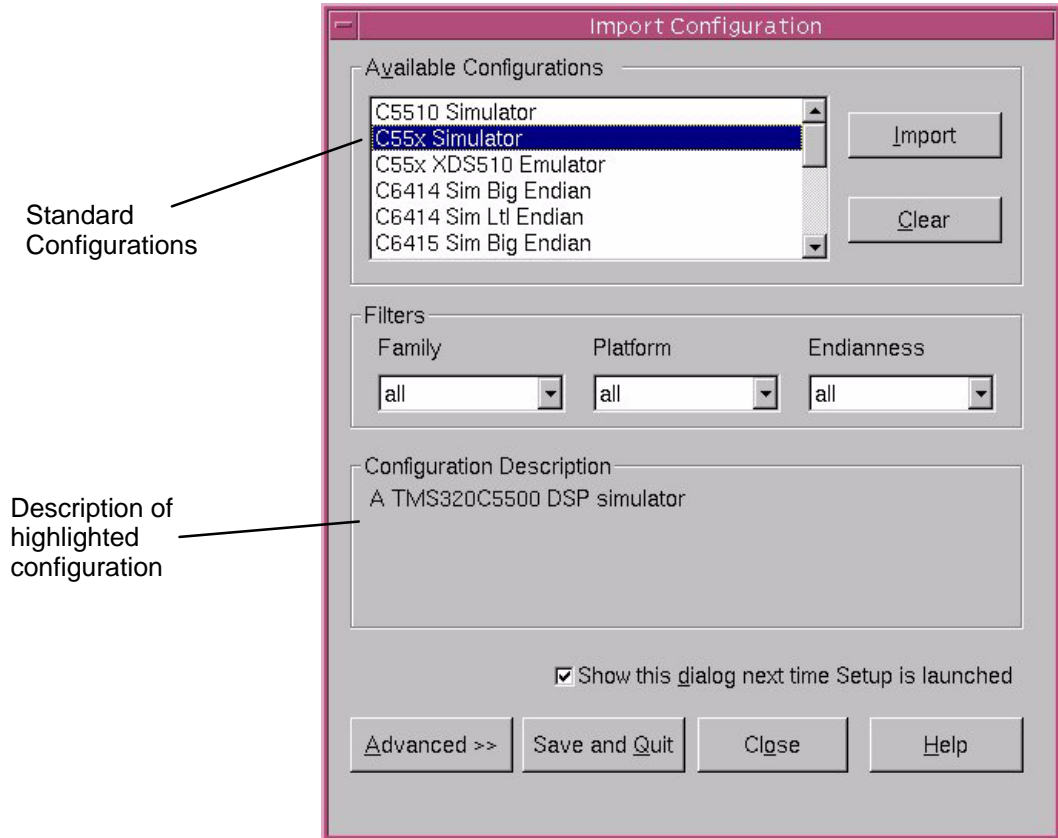 Import Configuration
Available Configurations
C5510 Simulator
C55x Simulator
C55x XDS510 Emulator
C6414 Sim Big Endian
C6414 Sim Ltl Endian
C6415 Sim Big Endian
Import
Clear
Standard
Configurations
Filters
Family
Platform
Endianness
all
all
all
Configuration Description
A TMS320C5500 DSP simulator
Description of
highlighted
configuration
Show this dialog next time Setup is launched
Advanced >>
Save and Quit
Close
Help